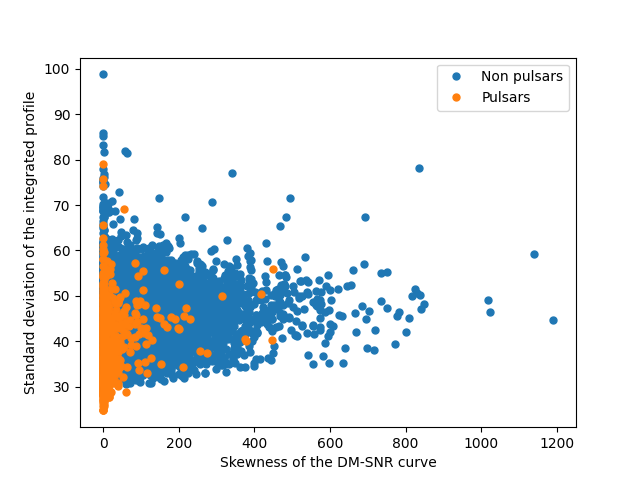 Non pulsars
Pulsars
100
90
80
70
60
50
40
30
Standard deviation of the integrated profile
0 200 400 600 800 1000 1200
Skewness of the DM-SNR curve